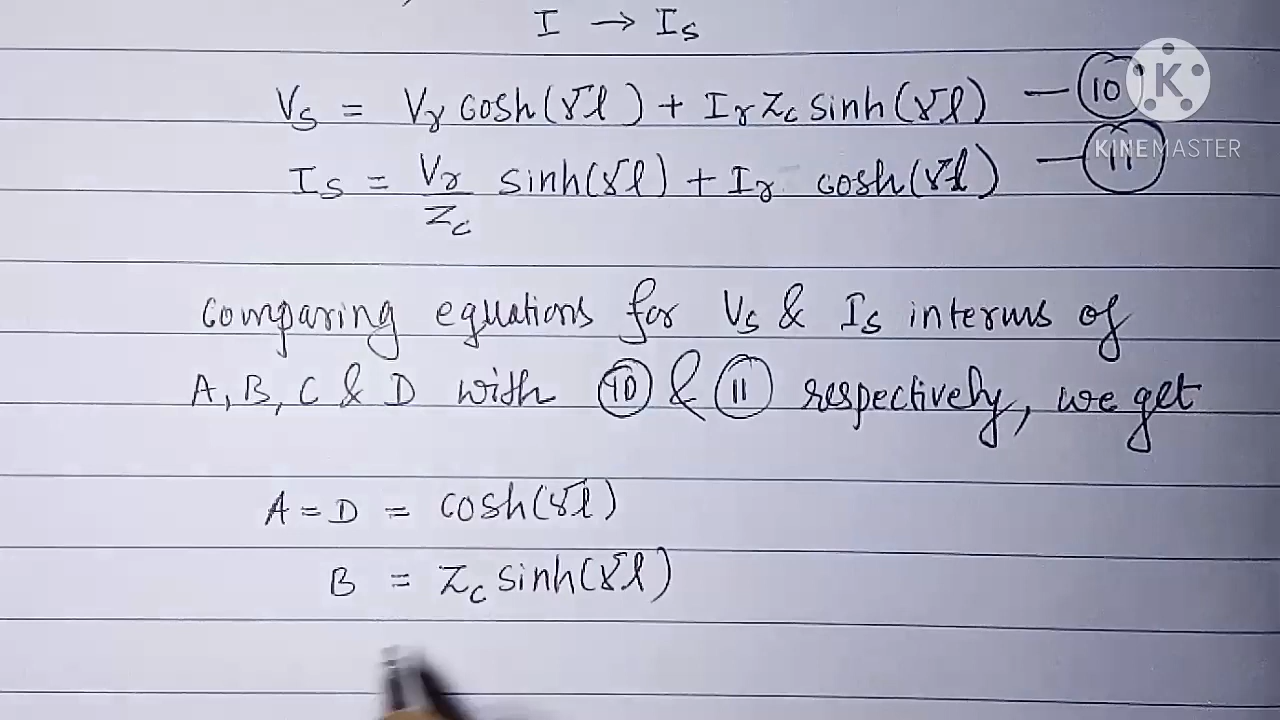 I → Is
Vs = Vr cosh(γl) + Ir Zc sinh(γl) — 10
K
KINEMASTER
Is = Vr/Zc sinh(γl) + Ir cosh(γl) — 11
Comparing equations for Vs & Is interms of
A, B, C & D with 10 & 11 respectively, we get
A = D = cosh(γl)
B = Zc sinh(γl)